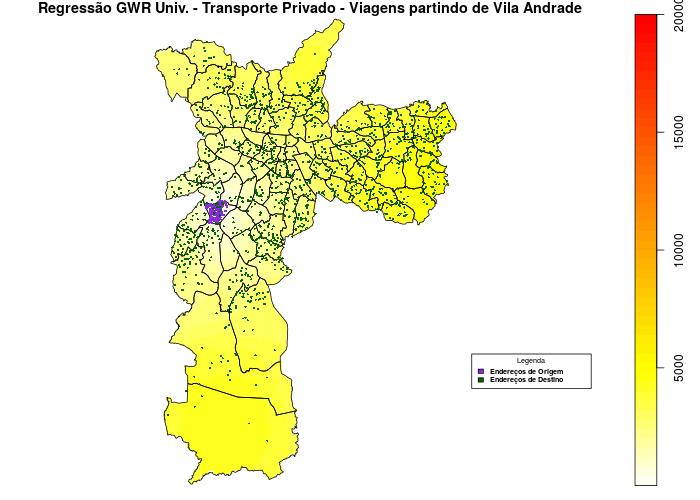 Regressão GWR Univ. - Transporte Privado - Viagens partindo de Vila Andrade
20000
15000
10000
5000
Legenda
Endereços de Origem
Endereços de Destino